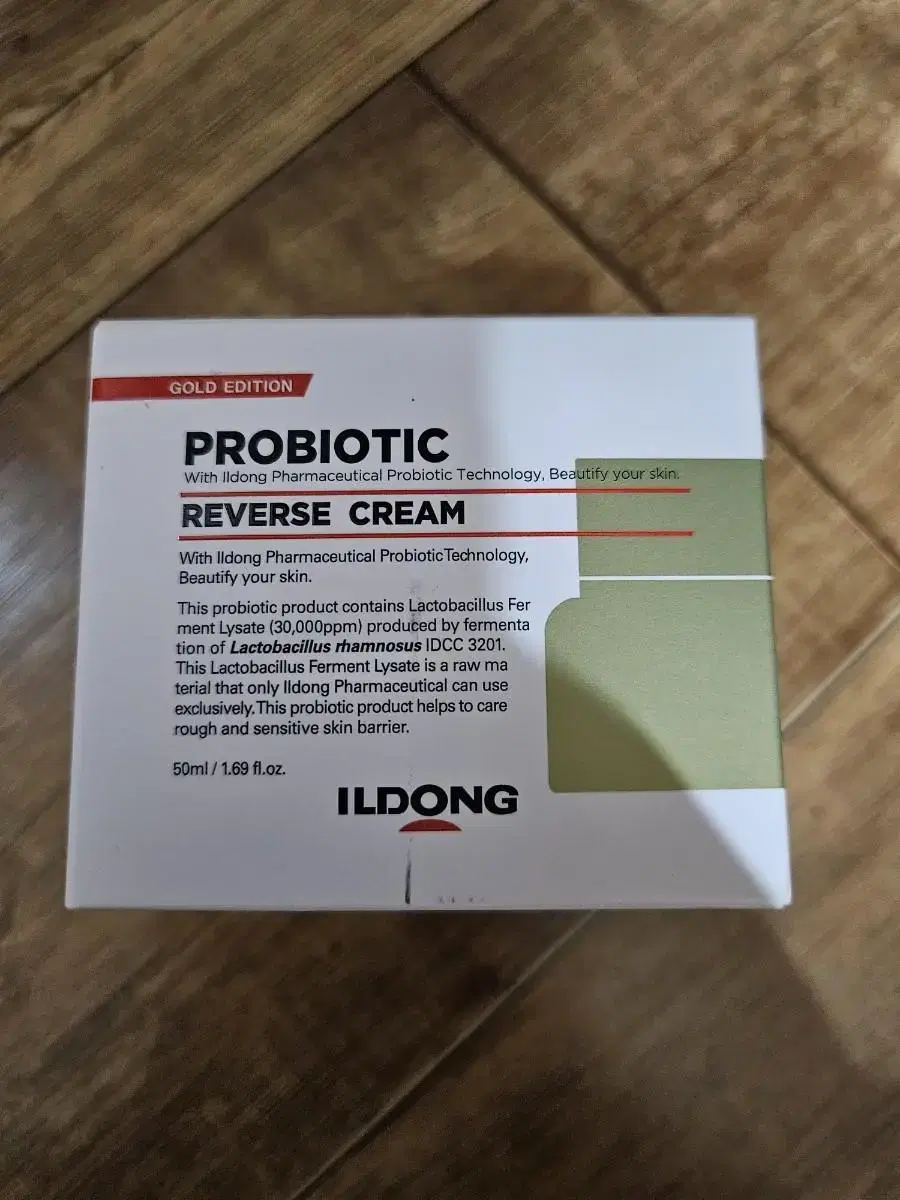 GOLD EDITION
PROBIOTIC
With Ildong Pharmaceutical Probiotic Technology, Beautify your skin.
REVERSE CREAM
With Ildong Pharmaceutical ProbioticTechnology,
Beautify your skin.
This probiotic product contains Lactobacillus Fer
ment Lysate (30,000ppm) produced by fermenta
tion of Lactobacillus rhamnosus IDCC 3201.
This Lactobacillus Ferment Lysate is a raw ma
terial that only Ildong Pharmaceutical can use
exclusively.This probiotic product helps to care
rough and sensitive skin barrier.
50ml / 1.69 fl.oz.
ILDONG